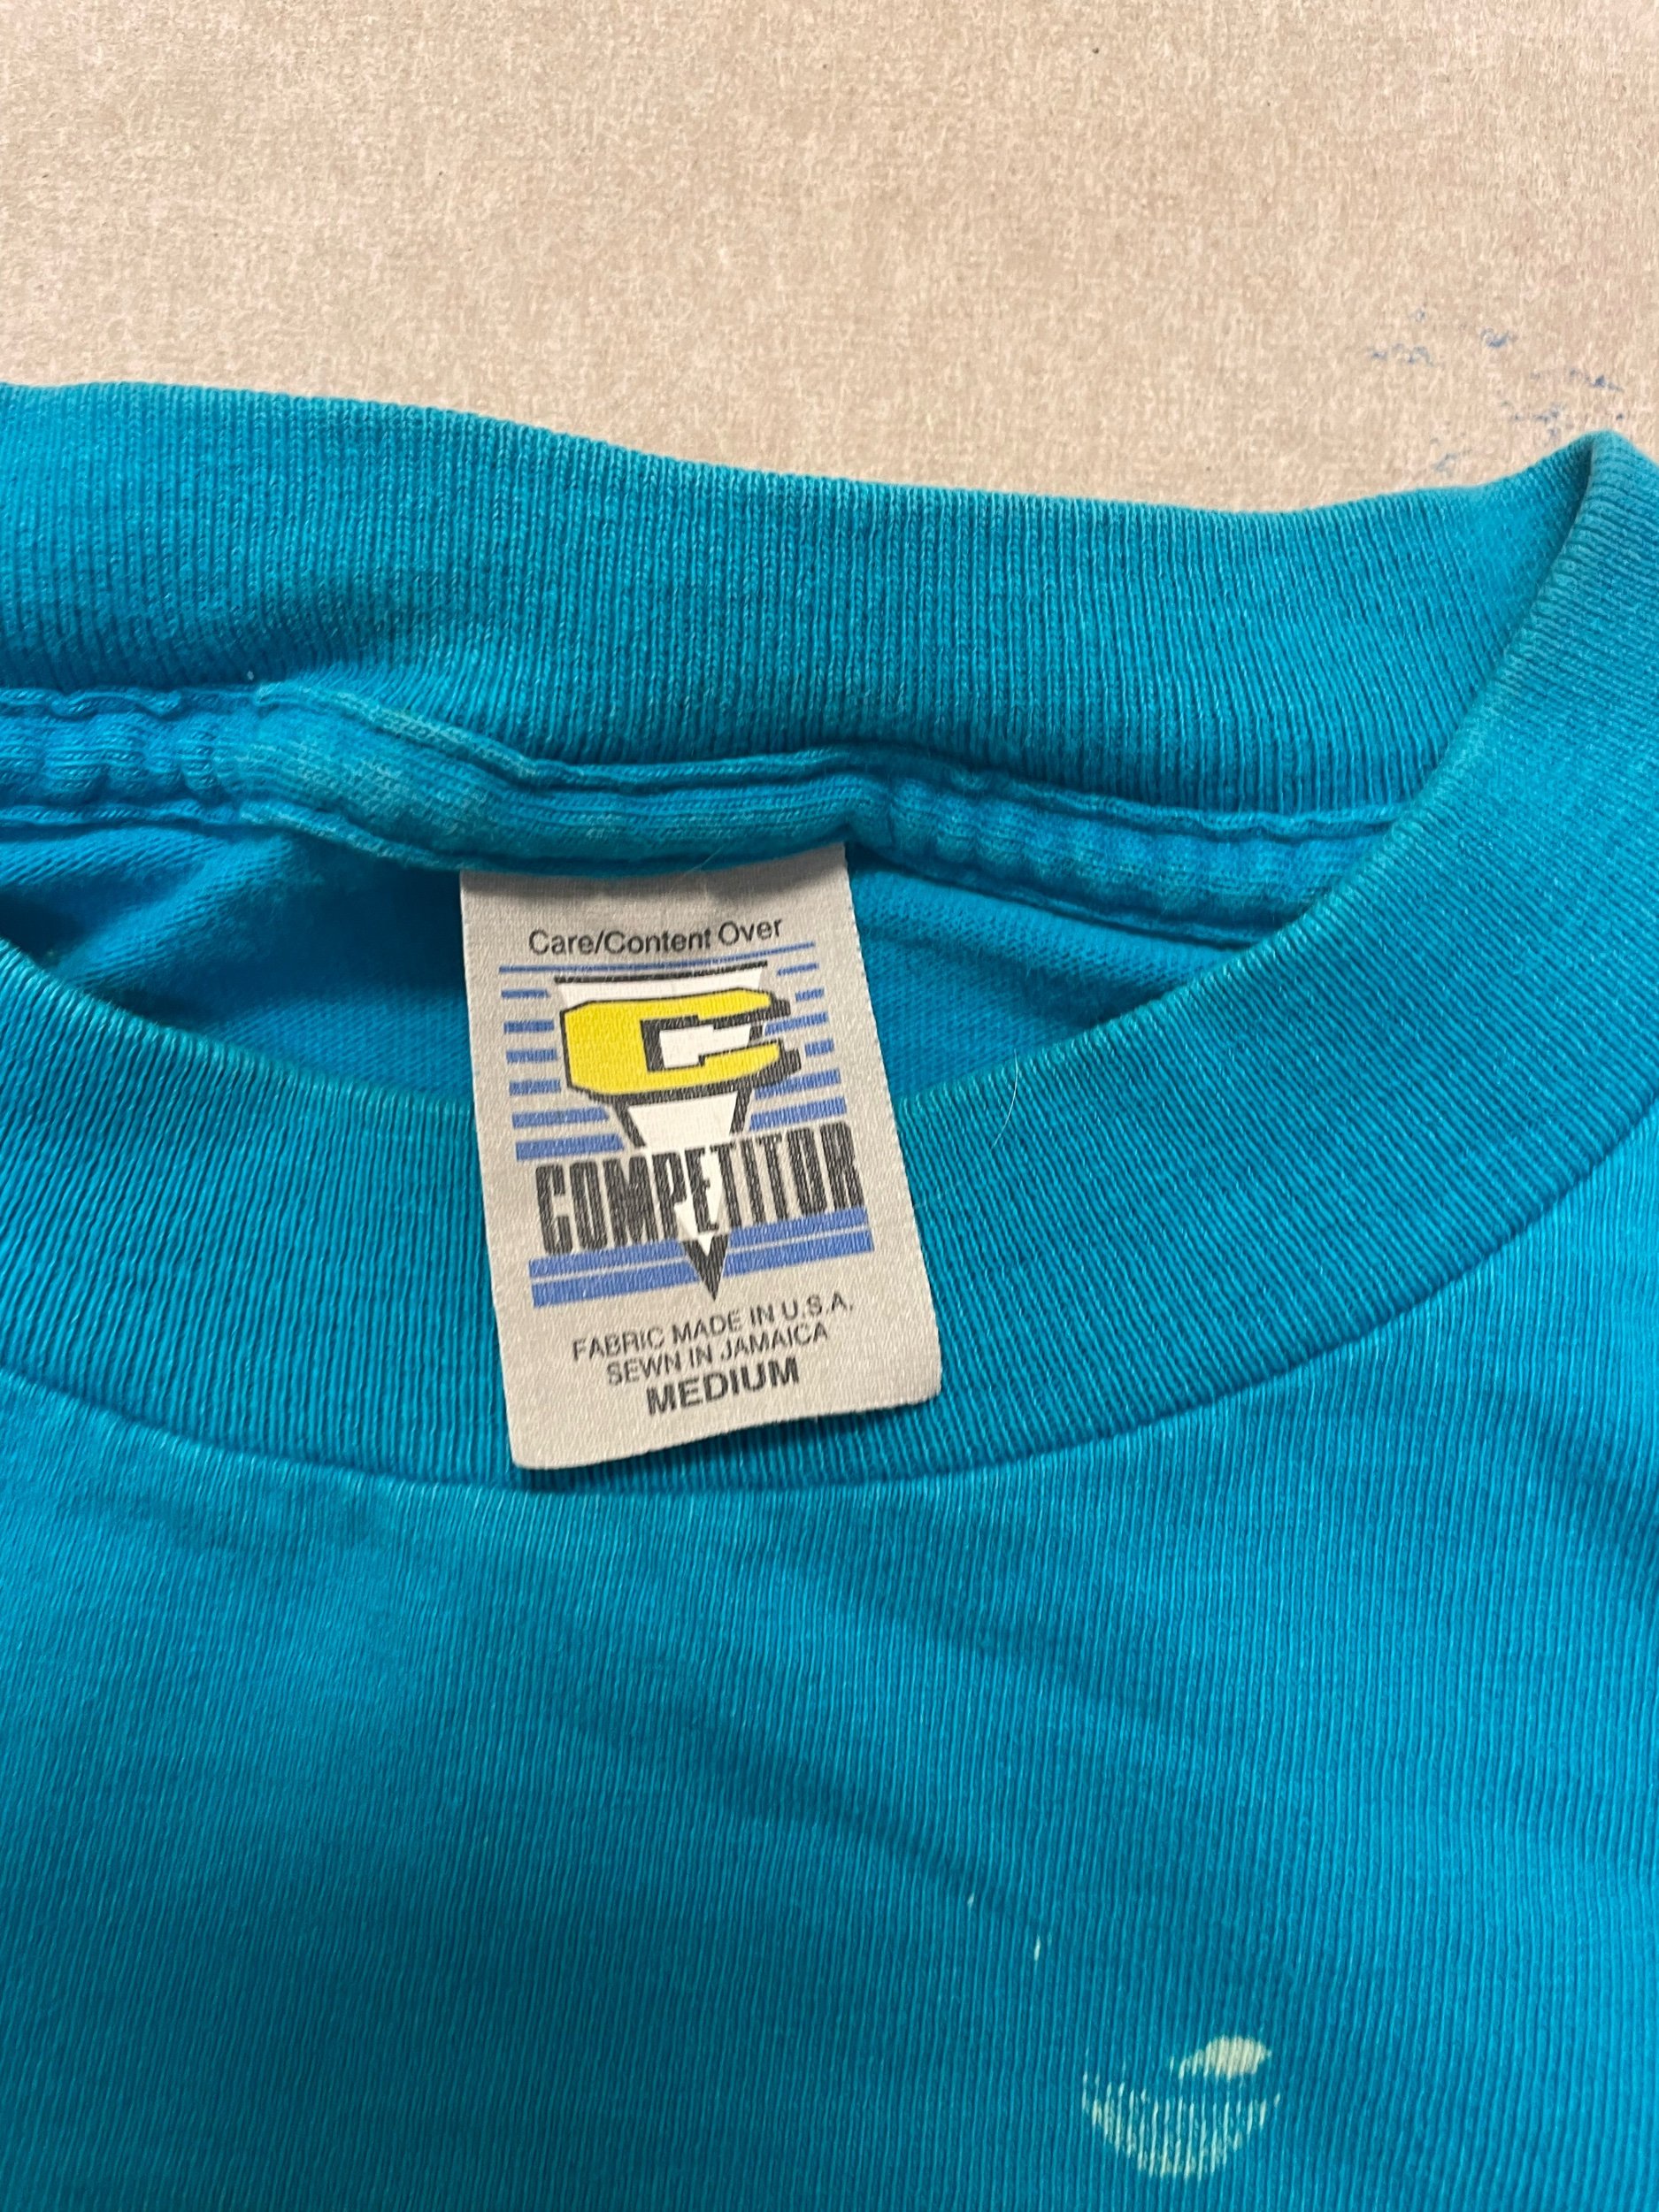 Care/Content Over
C
COMPETITOR
FABRIC MADE IN U.S.A.
SEWN IN JAMAICA
MEDIUM